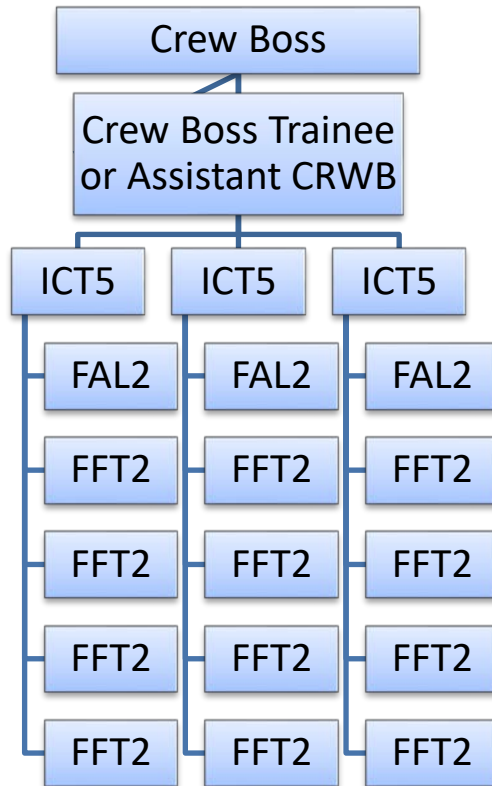 Crew Boss
Crew Boss Trainee
or Assistant CRWB
ICT5 ICT5 ICT5
FAL2 FAL2 FAL2
FFT2 FFT2 FFT2
FFT2 FFT2 FFT2
FFT2 FFT2 FFT2
FFT2 FFT2 FFT2